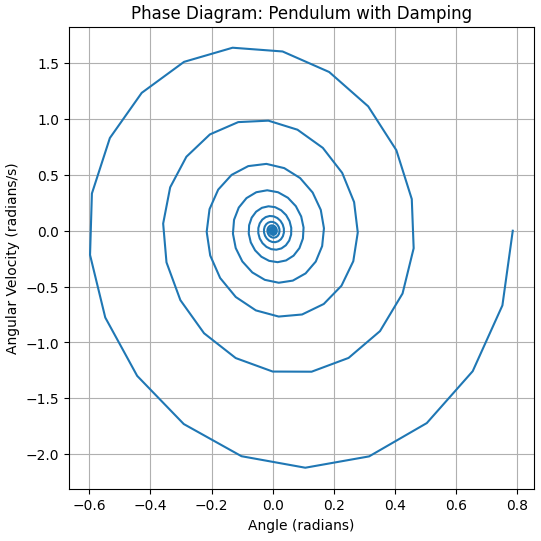 Phase Diagram: Pendulum with Damping
Angular Velocity (radians/s)
1.5
1.0
0.5
0.0
−0.5
−1.0
−1.5
−2.0
−0.6 −0.4 −0.2 0.0 0.2 0.4 0.6 0.8
Angle (radians)